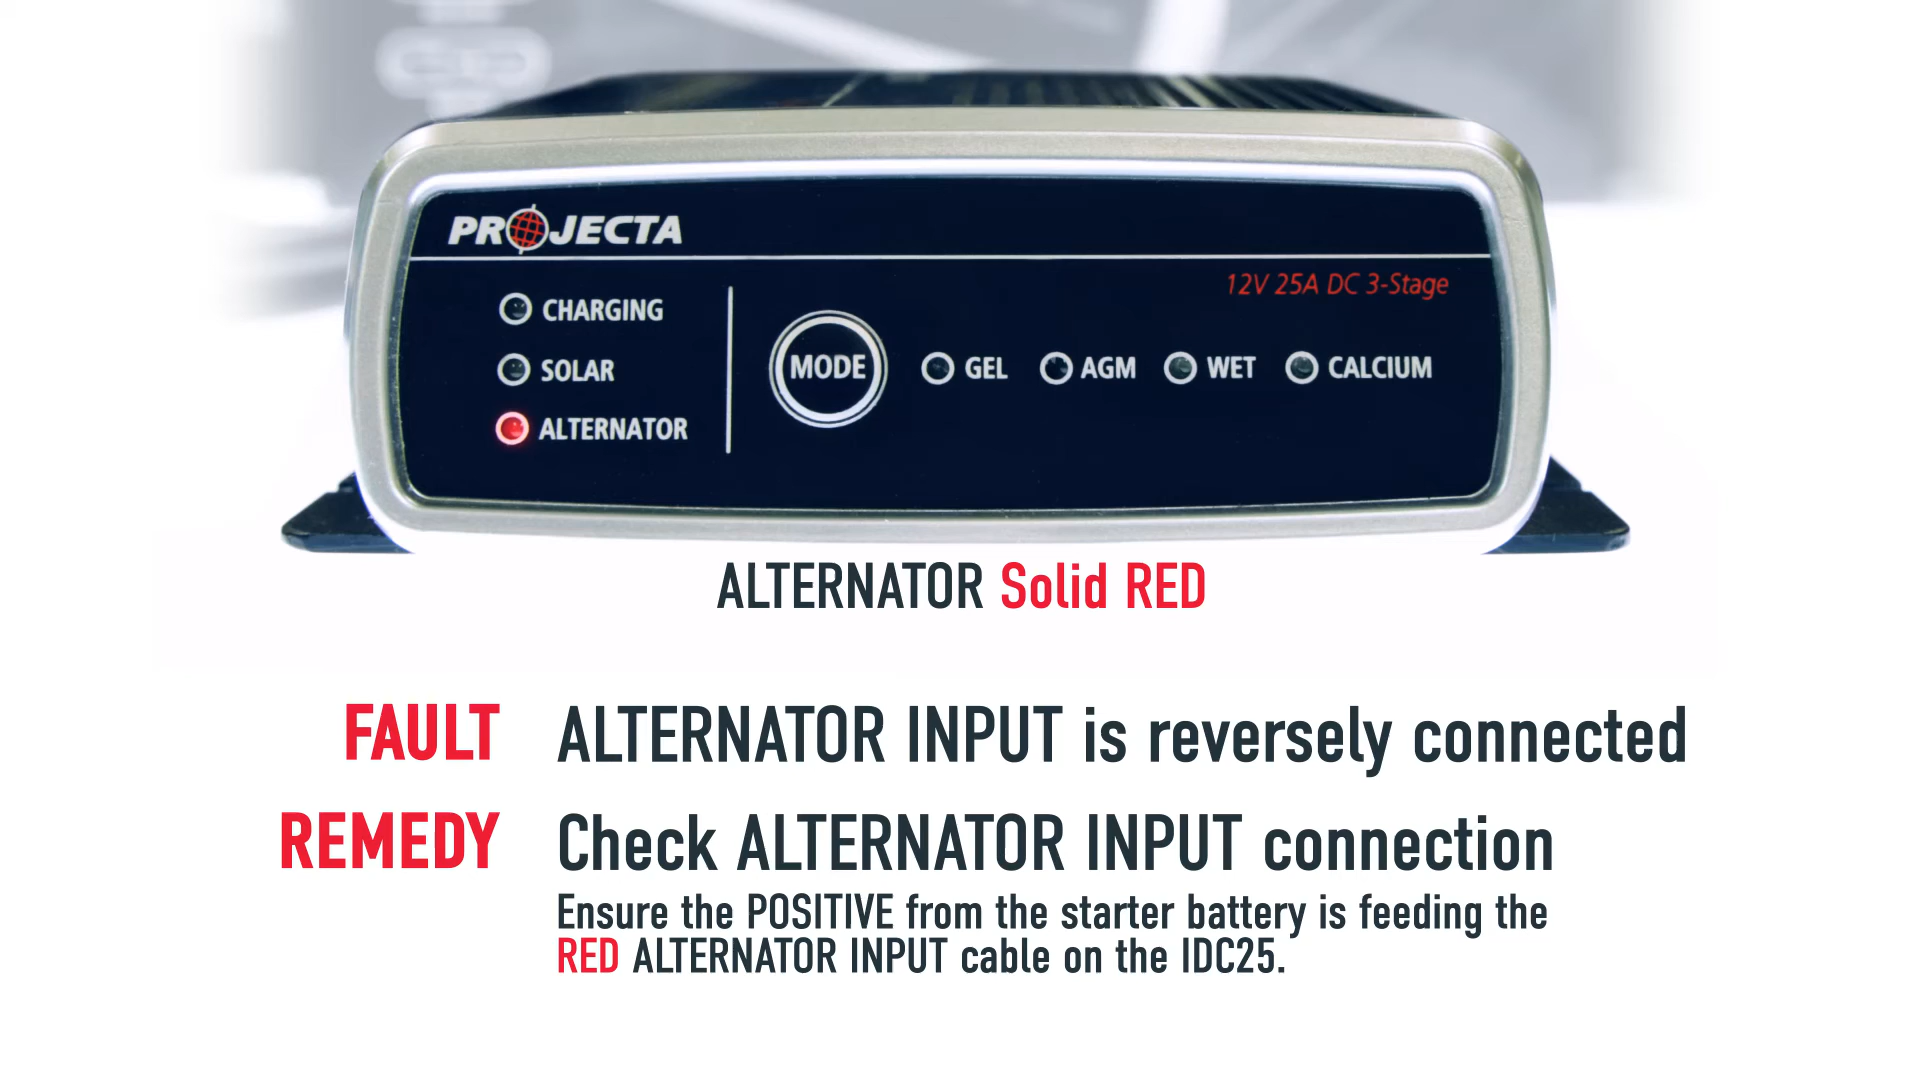 PROJECTA
12V 25A DC 3-Stage
CHARGING
SOLAR
ALTERNATOR
MODE
GEL
AGM
WET
CALCIUM
ALTERNATOR Solid RED
FAULT ALTERNATOR INPUT is reversely connected
REMEDY Check ALTERNATOR INPUT connection
Ensure the POSITIVE from the starter battery is feeding the
RED ALTERNATOR INPUT cable on the IDC25.